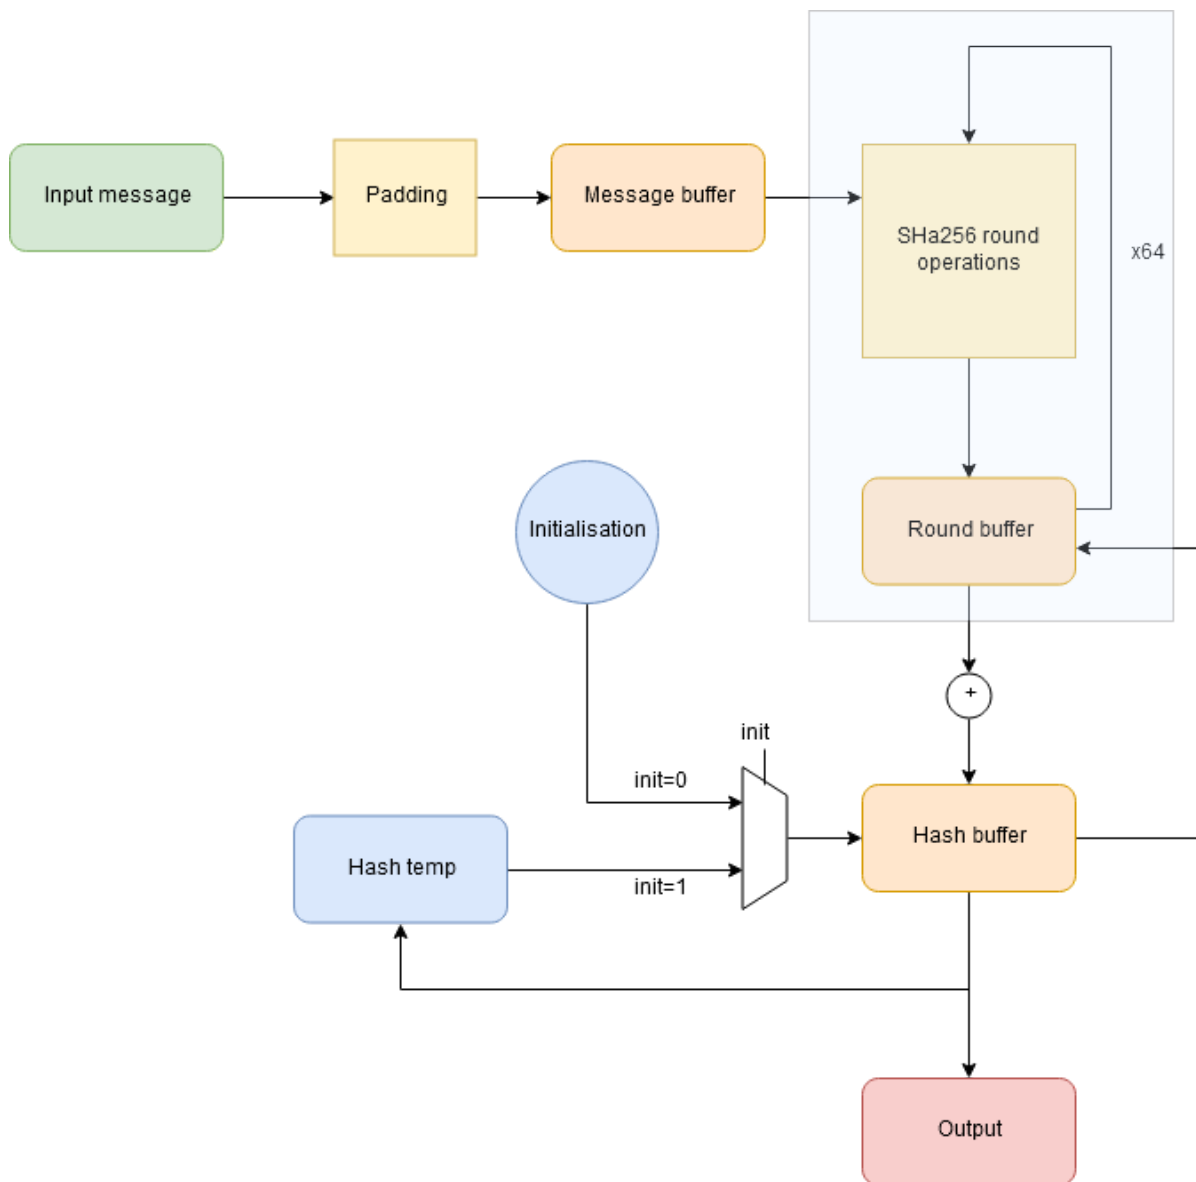 Input message
Padding
Message buffer
SHa256 round
operations
x64
Initialisation
Round buffer
+
init
init=0
Hash temp
init=1
Hash buffer
Output